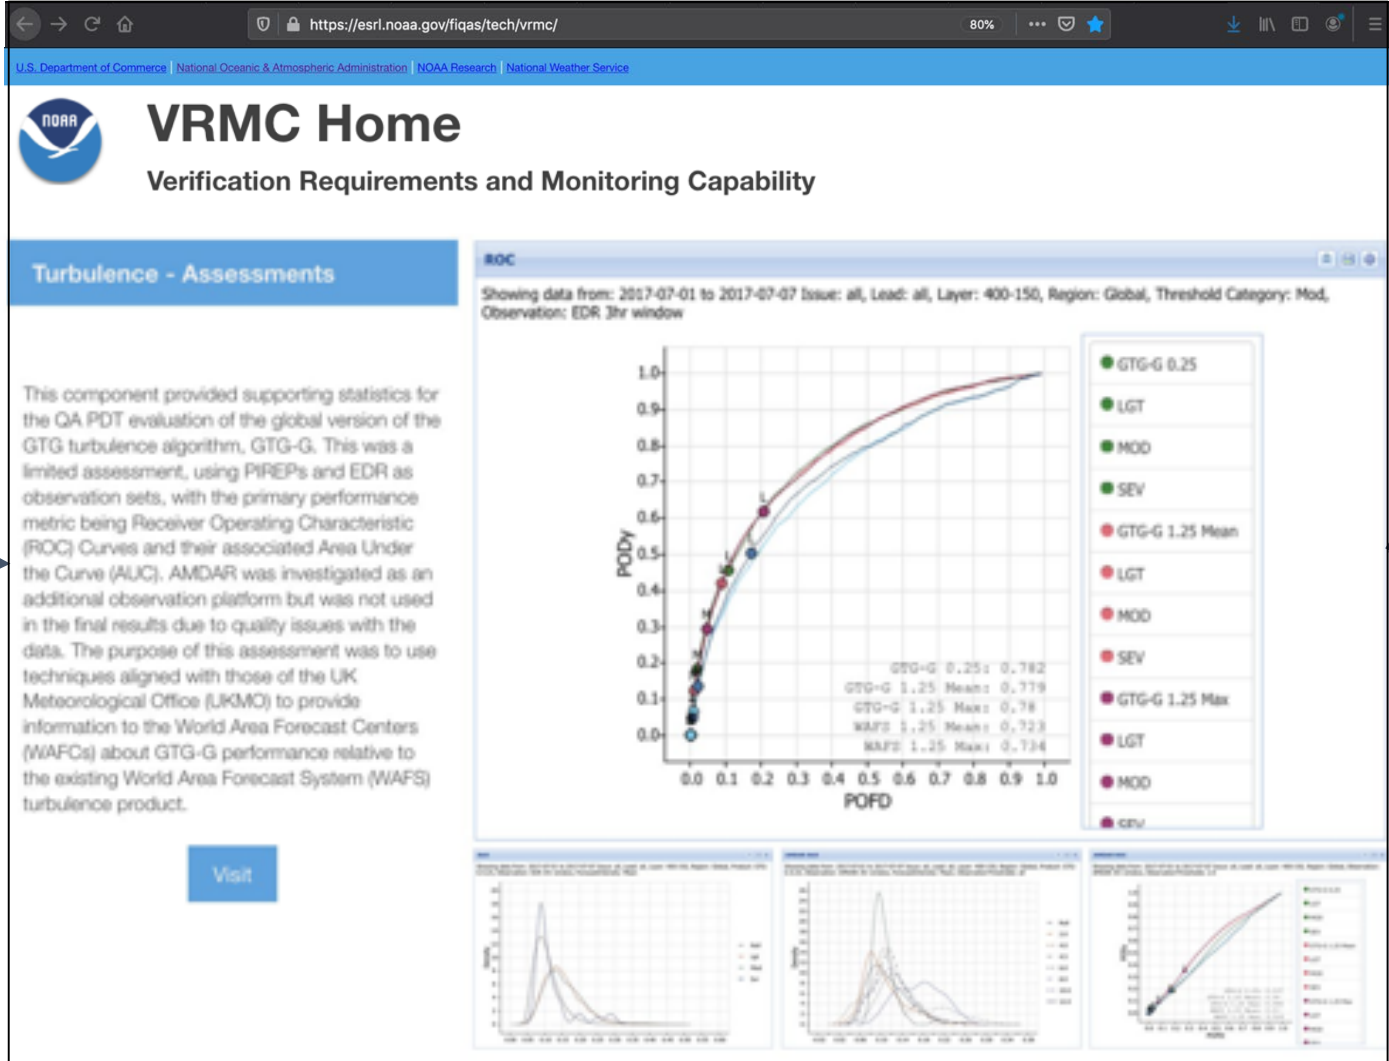 https://esrl.noaa.gov/fiqas/tech/vrmc/
80%
U.S. Department of Commerce | National Oceanic & Atmospheric Administration | NOAA Research | National Weather Service
NOAA
VRMC Home
Verification Requirements and Monitoring Capability
Turbulence - Assessments
This component provided supporting statistics for
the QA PDT evaluation of the global version of the
GTG turbulence algorithm, GTG-G. This was a
limited assessment, using PIREPs and EDR as
observation sets, with the primary performance
metric being Receiver Operating Characteristic
(ROC) Curves and their associated Area Under
the Curve (AUC). AMDAR was investigated as an
additional observation platform but was not used
in the final results due to quality issues with the
data. The purpose of this assessment was to use
techniques aligned with those of the UK
Meteorological Office (UKMO) to provide
information to the World Area Forecast Centers
(WAFCs) about GTG-G performance relative to
the existing World Area Forecast System (WAFS)
turbulence product.
Visit
ROC
Showing data from: 2017-07-01 to 2017-07-07 Issue: all, Lead: all, Layer: 400-150, Region: Global, Threshold Category: Mod,
Observation: EDR 3hr window
PODy
1.0
0.9
0.8
0.7
0.6
0.5
0.4
0.3
0.2
0.1
0.0
L
GTG-G 0.25: 0.782
GTG-G 1.25 Mean: 0.779
GTG-G 1.25 Max: 0.78
WAFS 1.25 Mean: 0.723
WAFS 1.25 Max: 0.734
0.0 0.1 0.2 0.3 0.4 0.5 0.6 0.7 0.8 0.9 1.0
POFD
GTG-G 0.25
LGT
MOD
SEV
GTG-G 1.25 Mean
LGT
MOD
SEV
GTG-G 1.25 Max
LGT
MOD
SEV